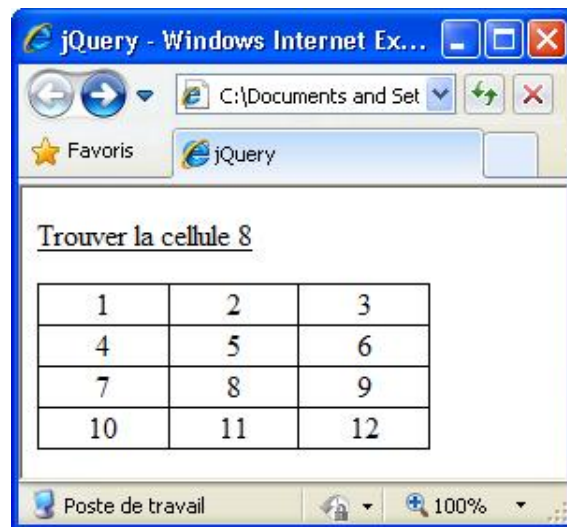 jQuery - Windows Internet Ex...
C:\Documents and Set
Favoris
jQuery
Trouver la cellule 8
1 2 3
4 5 6
7 8 9
10 11 12
Poste de travail 100%